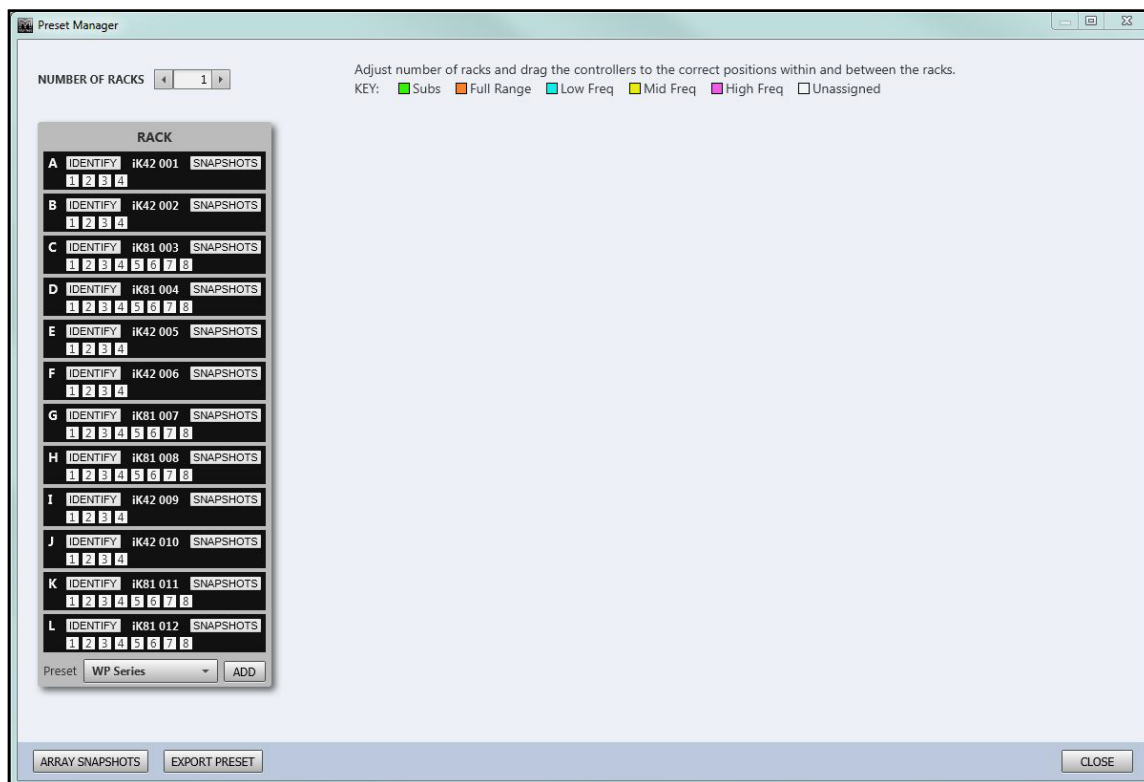 Preset Manager
NUMBER OF RACKS 1
Adjust number of racks and drag the controllers to the correct positions within and between the racks.
KEY: Subs Full Range Low Freq Mid Freq High Freq Unassigned
RACK
A IDENTIFY iK42 001 SNAPSHOTS
1 2 3 4
B IDENTIFY iK42 002 SNAPSHOTS
1 2 3 4
C IDENTIFY iK81 003 SNAPSHOTS
1 2 3 4 5 6 7 8
D IDENTIFY iK81 004 SNAPSHOTS
1 2 3 4 5 6 7 8
E IDENTIFY iK42 005 SNAPSHOTS
1 2 3 4
F IDENTIFY iK42 006 SNAPSHOTS
1 2 3 4
G IDENTIFY iK81 007 SNAPSHOTS
1 2 3 4 5 6 7 8
H IDENTIFY iK81 008 SNAPSHOTS
1 2 3 4 5 6 7 8
I IDENTIFY iK42 009 SNAPSHOTS
1 2 3 4
J IDENTIFY iK42 010 SNAPSHOTS
1 2 3 4
K IDENTIFY iK81 011 SNAPSHOTS
1 2 3 4 5 6 7 8
L IDENTIFY iK81 012 SNAPSHOTS
1 2 3 4 5 6 7 8
Preset WP Series ADD
ARRAY SNAPSHOTS EXPORT PRESET CLOSE